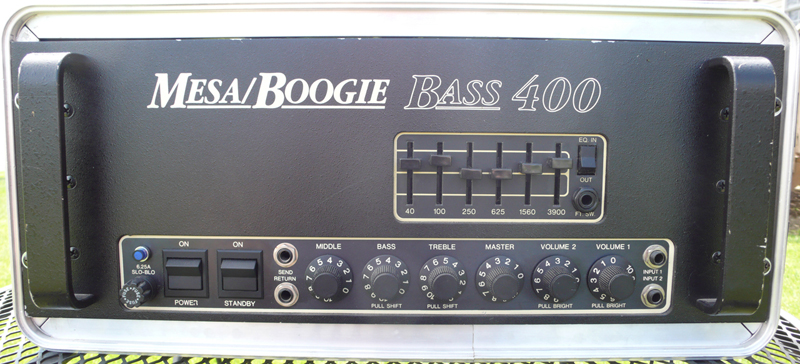 MESA/BOOGIE BASS 400
EQ. IN
OUT
40 100 250 625 1560 3900
FT. SW.
6.25A
SLO-BLO
ON
POWER
ON
STANDBY
SEND
RETURN
MIDDLE
BASS
PULL SHIFT
TREBLE
PULL SHIFT
MASTER
VOLUME 2
PULL BRIGHT
VOLUME 1
PULL BRIGHT
INPUT 1
INPUT 2